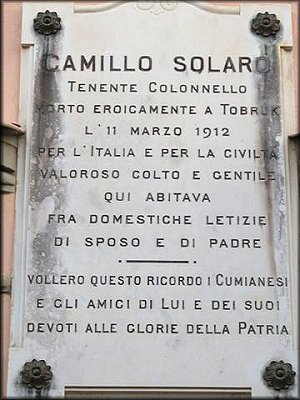 CAMILLO SOLARO
TENENTE COLONNELLO
MORTO EROICAMENTE A TOBRUK
L'11 MARZO 1912
PER L'ITALIA E PER LA CIVILTÀ
VALOROSO COLTO E GENTILE
QUI ABITAVA
FRA DOMESTICHE LETIZIE
DI SPOSO E DI PADRE
VOLLERO QUESTO RICORDO I CUMIANESI
E GLI AMICI DI LUI E DEI SUOI
DEVOTI ALLE GLORIE DELLA PATRIA